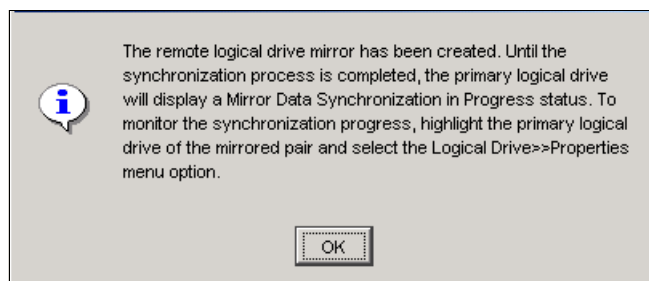 The remote logical drive mirror has been created. Until the
synchronization process is completed, the primary logical drive
will display a Mirror Data Synchronization in Progress status. To
monitor the synchronization progress, highlight the primary logical
drive of the mirrored pair and select the Logical Drive>>Properties
menu option.
OK